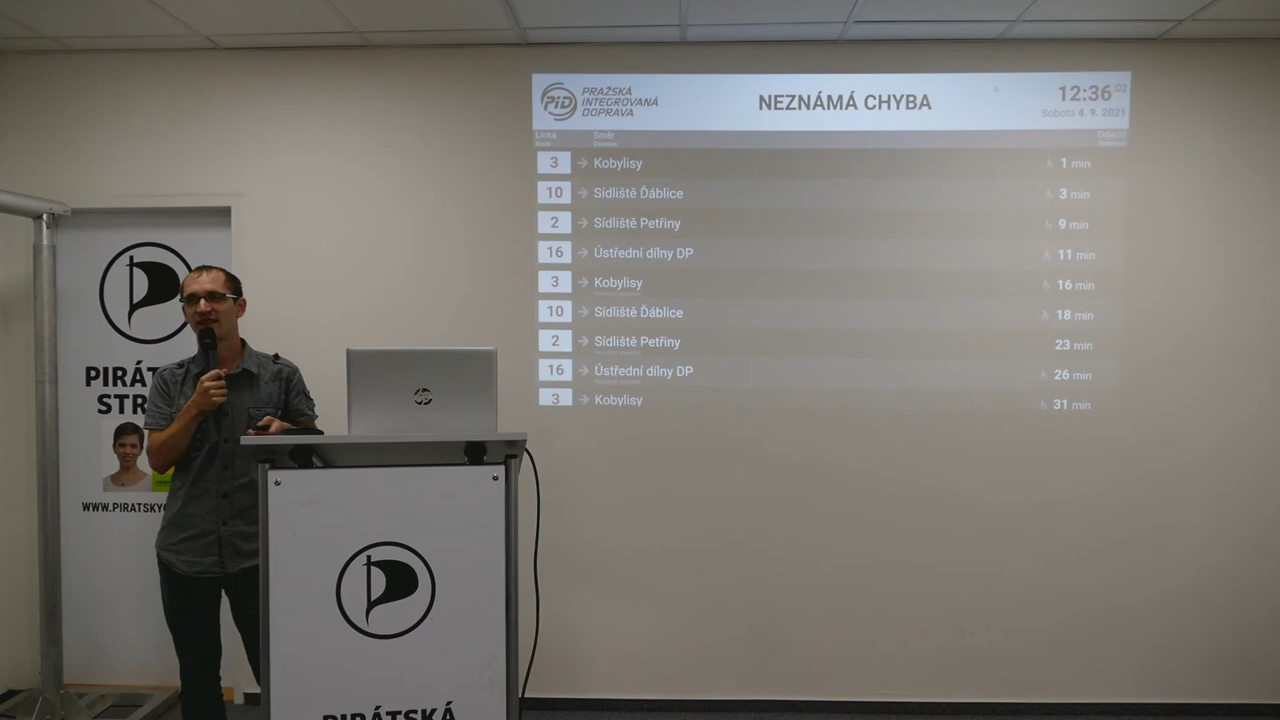 PID PRAŽSKÁ
INTEGROVANÁ
DOPRAVA
NEZNÁMÁ CHYBA
12:36:02
Sobota 4. 9. 2021
Linka Směr Odjezd
3 → Kobylisy 1 min
10 → Sídliště Ďáblice 3 min
2 → Sídliště Petřiny 9 min
16 → Ústřední dílny DP 11 min
3 → Kobylisy 16 min
10 → Sídliště Ďáblice 18 min
2 → Sídliště Petřiny 23 min
16 → Ústřední dílny DP 26 min
3 → Kobylisy 31 min
PIRÁT
STR
WWW.PIRATSKY
hp
PIRÁTSKÁ